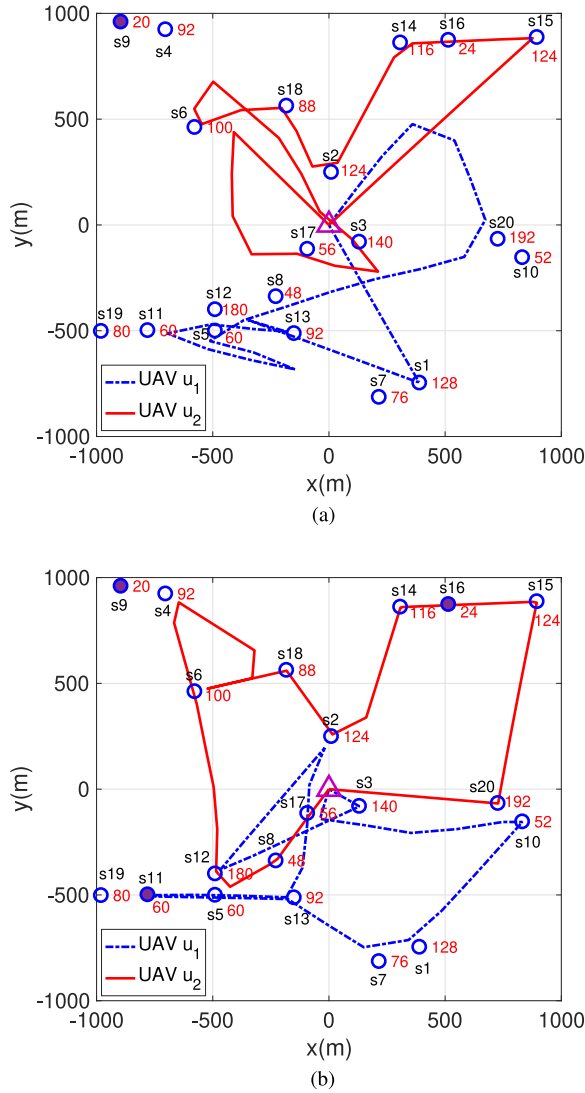 1000
20
s9
92
s4
s14
116
s16
24
s15
124
s18
88
s6
100
500
s2
124
y(m)
0
s17
56
s3
140
s20
192
s10
52
s12
180
s8
48
s19
80
s11
60
s5
60
s13
92
-500
s1
128
s7
76
UAV u1
UAV u2
-1000
-1000
-500
0
500
1000
x(m)
(a)
1000
20
s9
92
s4
s14
116
s16
24
s15
124
s18
88
s6
100
500
s2
124
y(m)
0
s17
56
s3
140
s20
192
s10
52
s12
180
s8
48
s19
80
s11
60
s5
60
92
s13
-500
128
s1
76
s7
UAV u1
UAV u2
-1000
-1000
-500
0
500
1000
x(m)
(b)